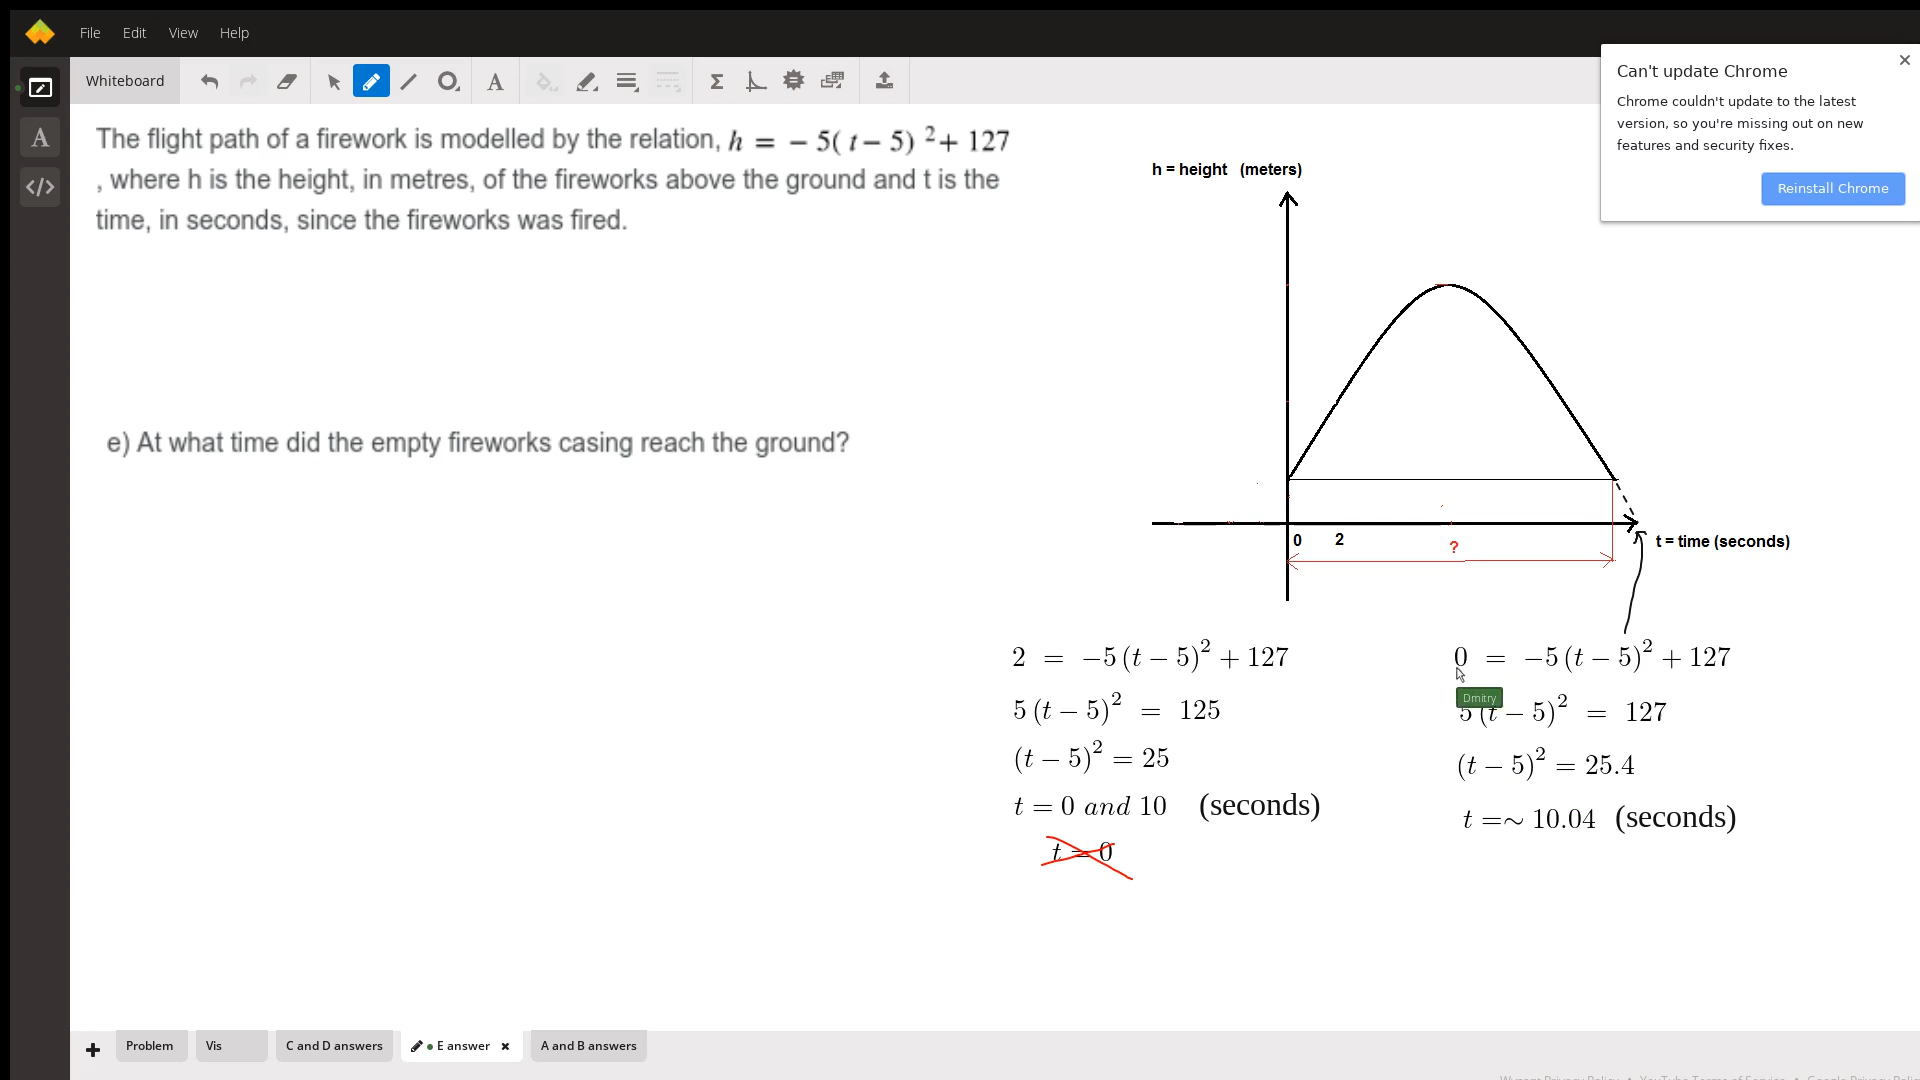 File Edit View Help
Whiteboard
A
Σ
Can't update Chrome
Chrome couldn't update to the latest
version, so you're missing out on new
features and security fixes.
Reinstall Chrome
A
</>
The flight path of a firework is modelled by the relation, h = − 5( t − 5) ² + 127
, where h is the height, in metres, of the fireworks above the ground and t is the
time, in seconds, since the fireworks was fired.
e) At what time did the empty fireworks casing reach the ground?
h = height (meters)
0 2 ?
t = time (seconds)
2 = −5 (t − 5)² + 127
5 (t − 5)² = 125
(t − 5)² = 25
t = 0 and 10 (seconds)
t = 0
0 = −5 (t − 5)² + 127
Dmitry
5 (t − 5)² = 127
(t − 5)² = 25.4
t =∼ 10.04 (seconds)
Problem Vis C and D answers E answer A and B answers